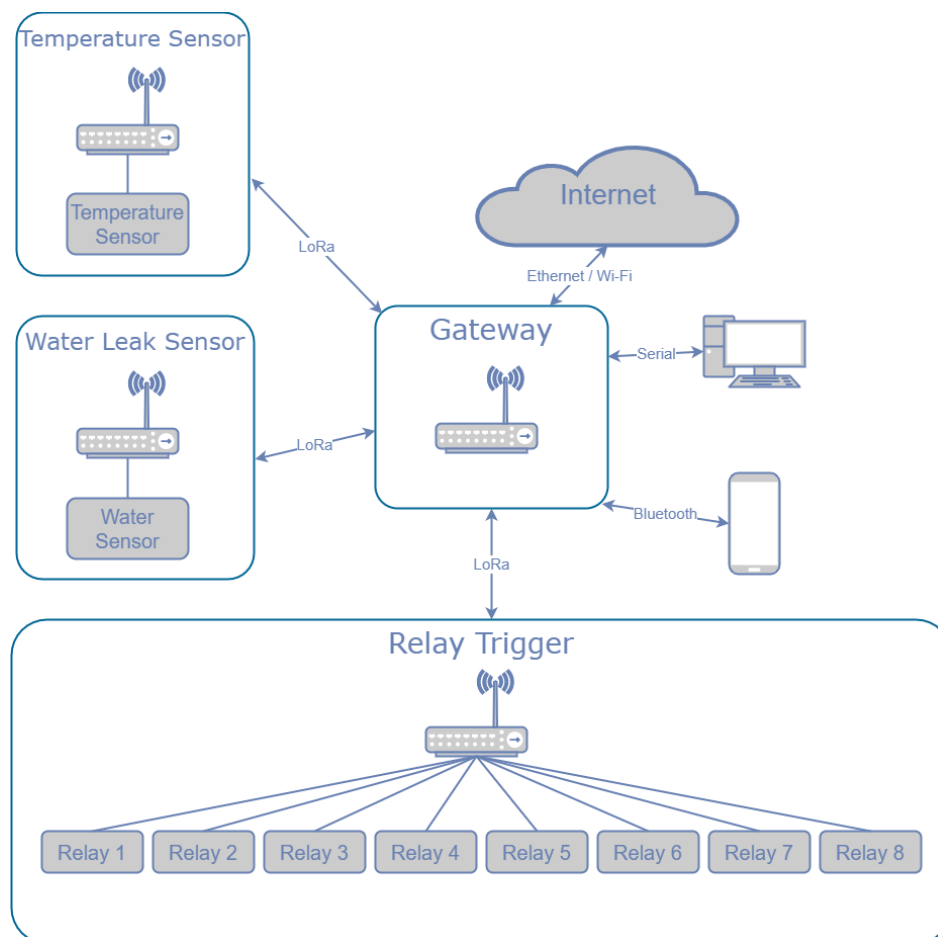 Temperature Sensor
Temperature
Sensor
LoRa
Internet
Ethernet / Wi-Fi
Water Leak Sensor
Water
Sensor
LoRa
Gateway
Serial
Bluetooth
LoRa
Relay Trigger
Relay 1
Relay 2
Relay 3
Relay 4
Relay 5
Relay 6
Relay 7
Relay 8